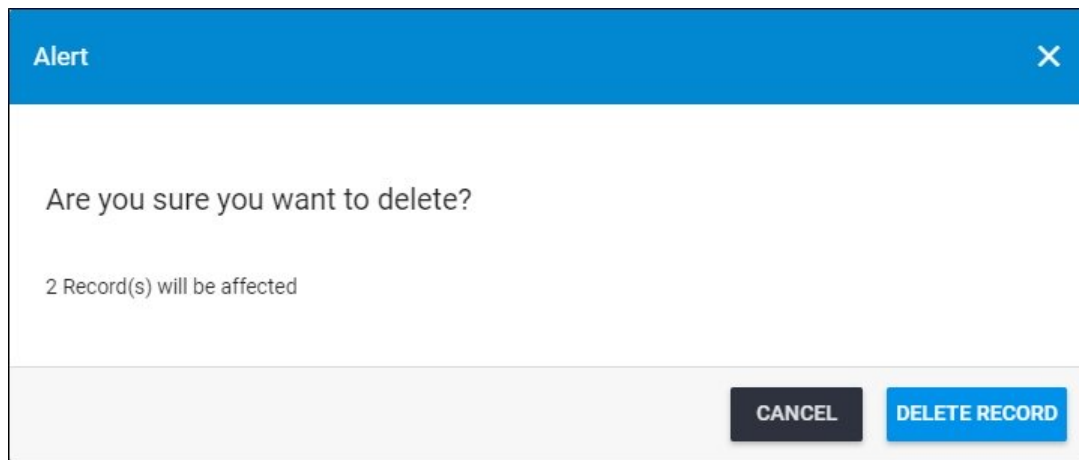 Alert
Are you sure you want to delete?
2 Record(s) will be affected
CANCEL DELETE RECORD